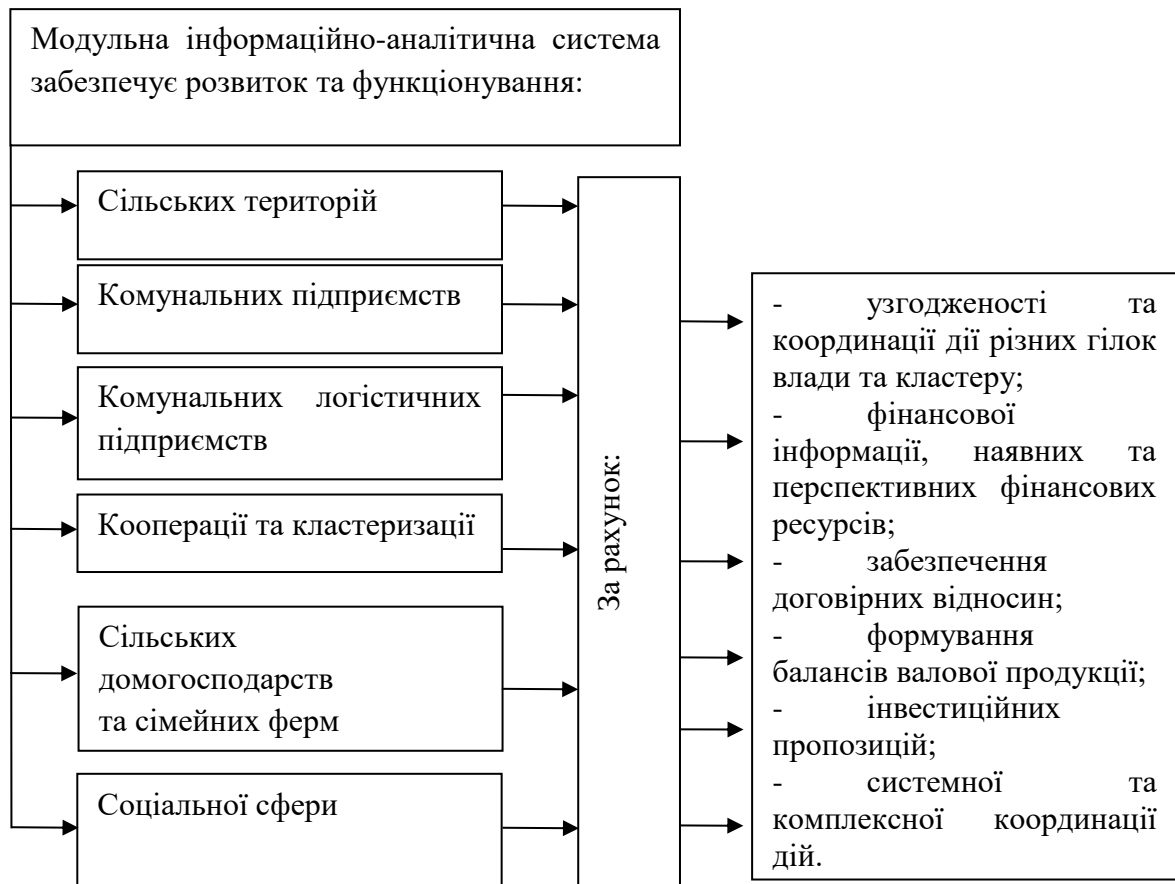 Модульна інформаційно-аналітична система
забезпечує розвиток та функціонування:
Сільських територій
Комунальних підприємств
Комунальних логістичних
підприємств
Кооперації та кластеризації
Сільських
домогосподарств
та сімейних ферм
Соціальної сфери
За рахунок:
- узгодженості та
координації дії різних гілок
влади та кластеру;
- фінансової
інформації, наявних та
перспективних фінансових
ресурсів;
- забезпечення
договірних відносин;
- формування
балансів валової продукції;
- інвестиційних
пропозицій;
- системної та
комплексної координації
дій.